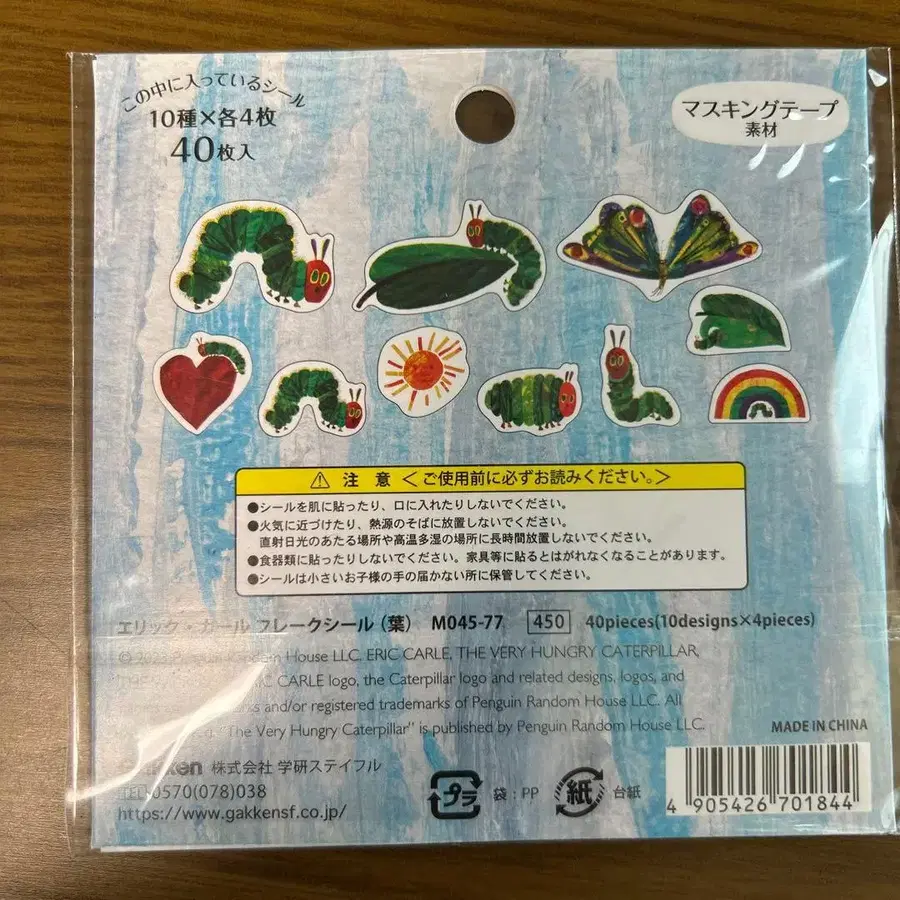 この中に入っているシール
10種×各4枚
40枚入
マスキングテープ
素材
⚠ 注 意 <ご使用前に必ずお読みください。>
●シールを肌に貼ったり、口に入れたりしないでください。
●火気に近づけたり、熱源のそばに放置しないでください。
直射日光のあたる場所や高温多湿の場所に長時間放置しないでください。
●食器類に貼ったりしないでください。家具等に貼るとはがれなくなることがあります。
●シールは小さいお子様の手の届かない所に保管してください。
エリック・カール フレークシール(葉) M045-77 450 40pieces(10designs×4pieces)
© Random House LLC. ERIC CARLE, THE VERY HUNGRY CATERPILLAR,
ERIC CARLE logo, the Caterpillar logo and related designs, logos, and
and/or registered trademarks of Penguin Random House LLC. All
"The Very Hungry Caterpillar" is published by Penguin Random House LLC.
MADE IN CHINA
Gakken 株式会社 学研ステイフル
TEL 0570(078)038
https://www.gakkensf.co.jp/
プラ 袋:PP
紙 台紙
4 905426 701844